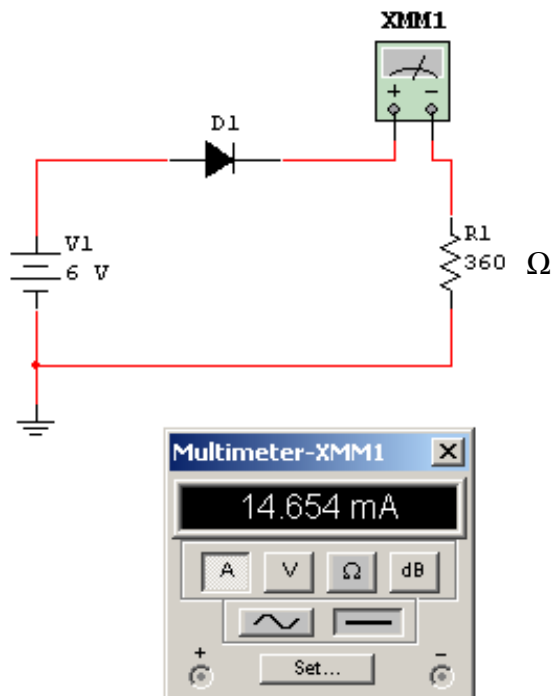 XMM1
+ −
D1
V1
6 V
R1
360 Ω
Multimeter-XMM1
14.654 mA
A V Ω dB
+ −
Set...